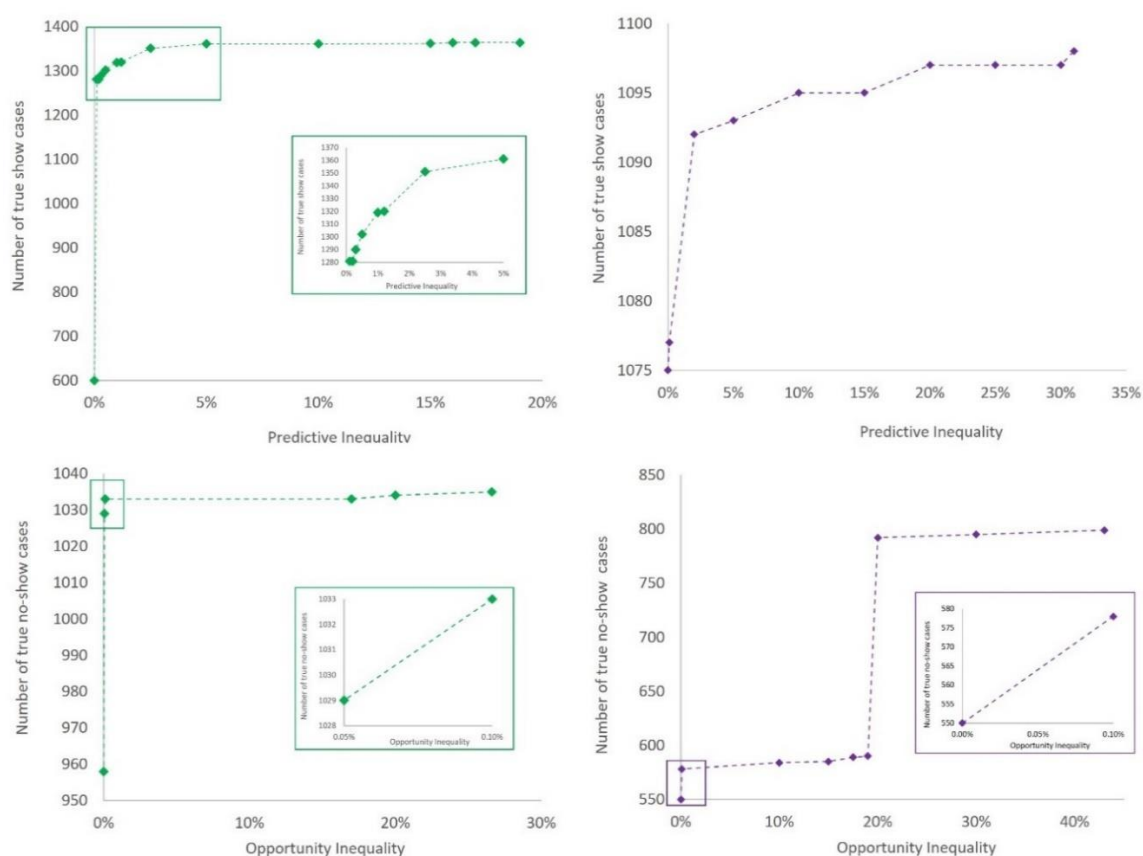 1400
1300
1200
1100
1000
900
800
700
600
0% 5% 10% 15% 20%
Number of true show cases
Predictive Inequality
1370
1360
1350
1340
1330
1320
1310
1300
1290
1280
0% 1% 2% 3% 4% 5%
Number of true show cases
Predictive Inequality
1100
1095
1090
1085
1080
1075
0% 5% 10% 15% 20% 25% 30% 35%
Number of true show cases
Predictive Inequality
1040
1030
1020
1010
1000
990
980
970
960
950
0% 10% 20% 30%
Number of true no-show cases
Opportunity Inequality
1033
1032
1031
1030
1029
1028
0.05% 0.10%
Number of true no-show cases
Opportunity Inequality
850
800
750
700
650
600
550
0% 10% 20% 30% 40%
Number of true no-show cases
Opportunity Inequality
580
575
570
565
560
555
550
0.00% 0.05% 0.10%
Number of true no-show cases
Opportunity Inequality